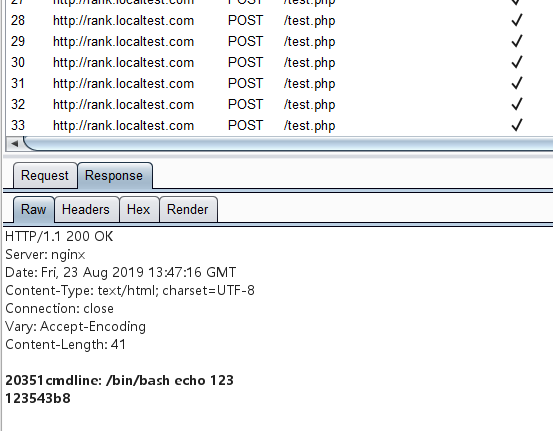 27 http://rank.localtest.com POST /test.php
28 http://rank.localtest.com POST /test.php ✓
29 http://rank.localtest.com POST /test.php ✓
30 http://rank.localtest.com POST /test.php ✓
31 http://rank.localtest.com POST /test.php ✓
32 http://rank.localtest.com POST /test.php ✓
33 http://rank.localtest.com POST /test.php ✓
Request Response
Raw Headers Hex Render
HTTP/1.1 200 OK
Server: nginx
Date: Fri, 23 Aug 2019 13:47:16 GMT
Content-Type: text/html; charset=UTF-8
Connection: close
Vary: Accept-Encoding
Content-Length: 41
20351cmdline: /bin/bash echo 123
123543b8